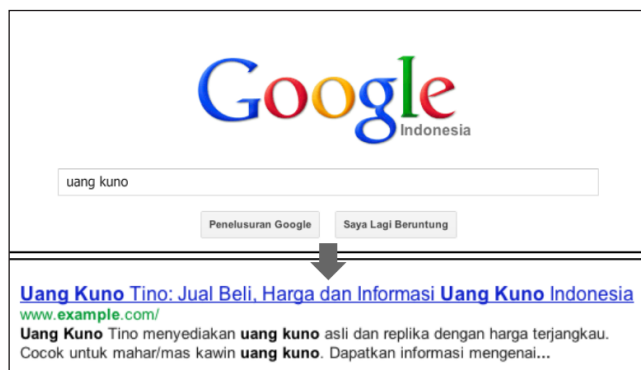 Google
Indonesia
uang kuno
Penelusuran Google Saya Lagi Beruntung
Uang Kuno Tino: Jual Beli, Harga dan Informasi Uang Kuno Indonesia
www.example.com/
Uang Kuno Tino menyediakan uang kuno asli dan replika dengan harga terjangkau.
Cocok untuk mahar/mas kawin uang kuno. Dapatkan informasi mengenai...